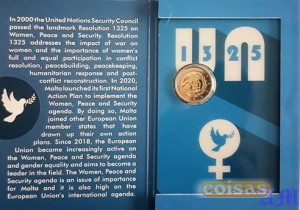 In 2000 the United Nations Security Council
passed the landmark Resolution 1325 on
Women, Peace and Security. Resolution
1325 addresses the impact of war on
women and the importance of women's
full and equal participation in conflict
resolution, peacebuilding, peacekeeping,
humanitarian response and post-
conflict reconstruction. In 2020,
Malta launched its first National
Action Plan to implement the
Women, Peace and Security
agenda. By doing so, Malta
joined other European Union
member states that have
drawn up their own action
plans. Since 2018, the European
Union became increasingly active on
the Women, Peace and Security agenda
and gender equality and aims to become a
leader in the field. The Women, Peace and
Security agenda is an issue of importance
for Malta and it is also high on the
European Union's international agenda.
UN
1325
coisas